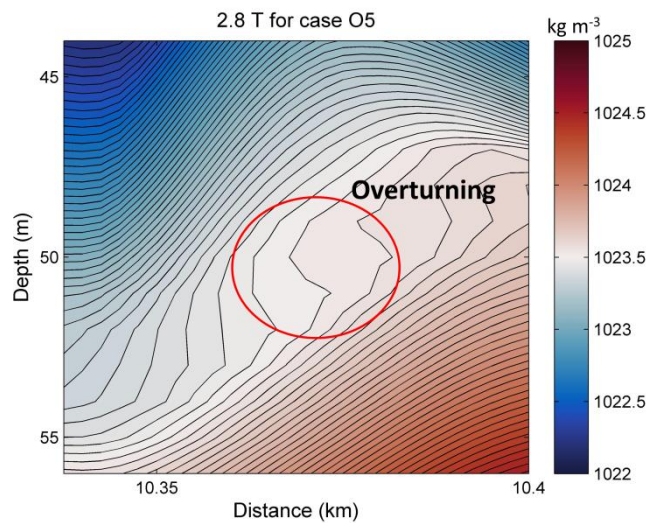 2.8 T for case O5
kg m⁻³
45
50
55
Depth (m)
10.35
10.4
Distance (km)
Overturning
1025
1024.5
1024
1023.5
1023
1022.5
1022